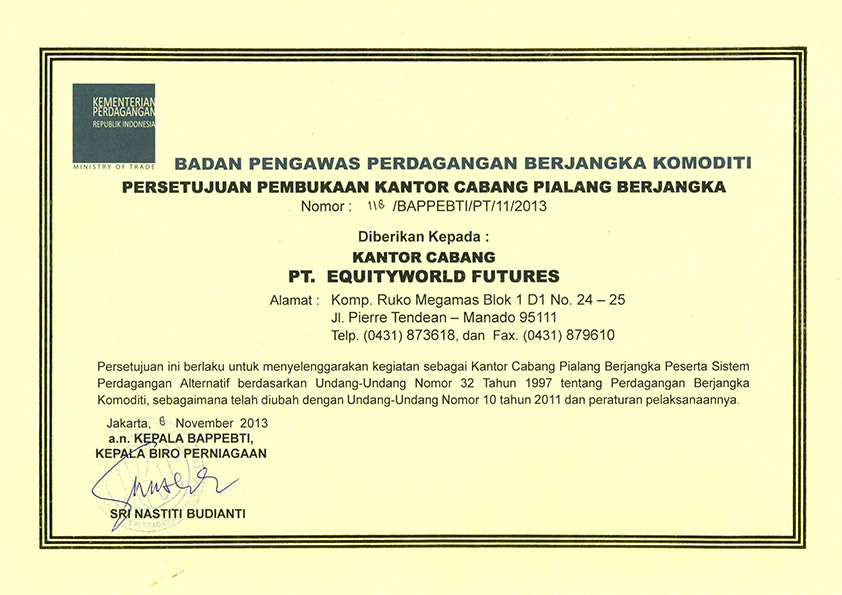 KEMENTERIAN
PERDAGANGAN
REPUBLIK INDONESIA
MINISTRY OF TRADE
BADAN PENGAWAS PERDAGANGAN BERJANGKA KOMODITI
PERSETUJUAN PEMBUKAAN KANTOR CABANG PIALANG BERJANGKA
Nomor : 118 /BAPPEBTI/PT/11/2013
Diberikan Kepada :
KANTOR CABANG
PT. EQUITYWORLD FUTURES
Alamat : Komp. Ruko Megamas Blok 1 D1 No. 24 – 25
Jl. Pierre Tendean – Manado 95111
Telp. (0431) 873618, dan Fax. (0431) 879610
Persetujuan ini berlaku untuk menyelenggarakan kegiatan sebagai Kantor Cabang Pialang Berjangka Peserta Sistem
Perdagangan Alternatif berdasarkan Undang-Undang Nomor 32 Tahun 1997 tentang Perdagangan Berjangka
Komoditi, sebagaimana telah diubah dengan Undang-Undang Nomor 10 tahun 2011 dan peraturan pelaksanaannya.
Jakarta, 8 November 2013
a.n. KEPALA BAPPEBTI,
KEPALA BIRO PERNIAGAAN
SRI NASTITI BUDIANTI